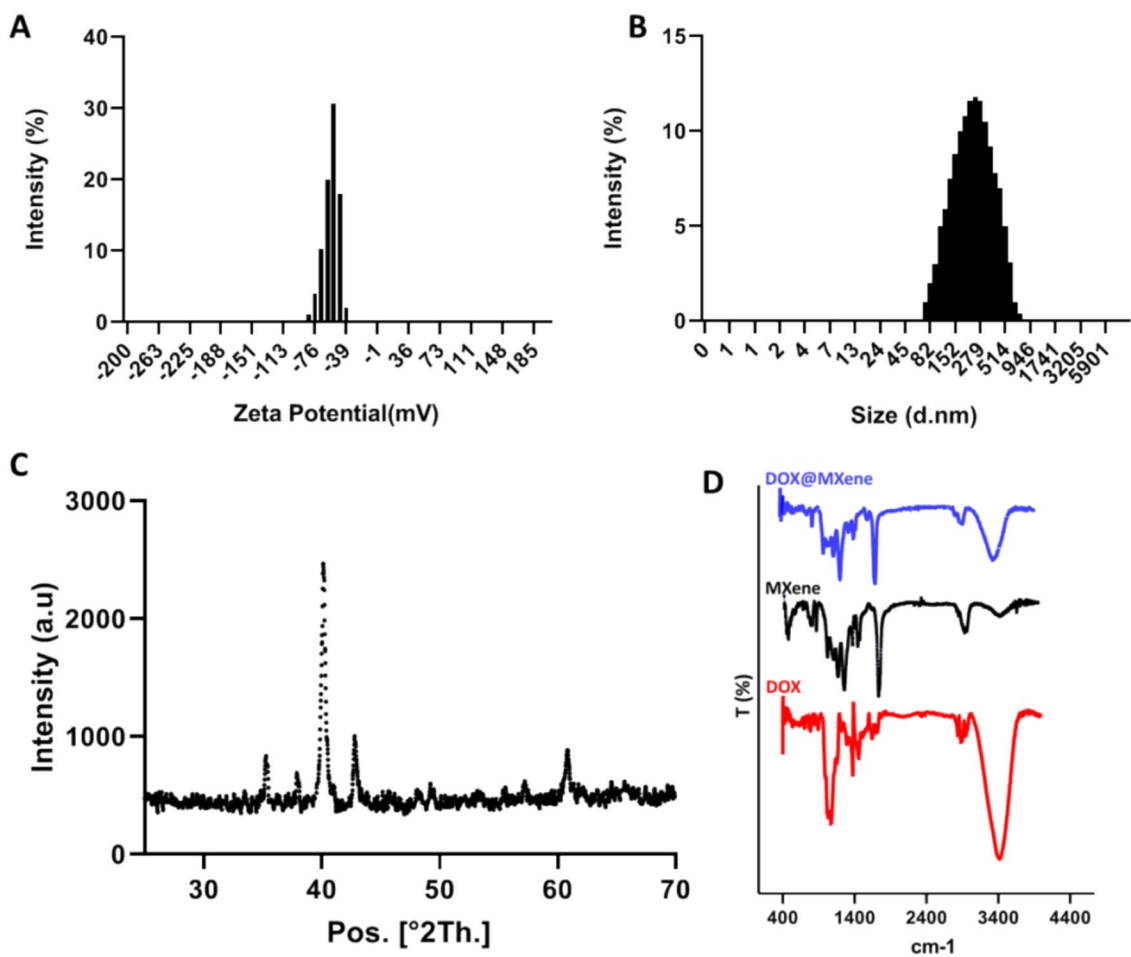 A
Intensity (%)
40
30
20
10
0
-200 -263 -225 -188 -151 -113 -76 -39 -1 36 73 111 148 185
Zeta Potential(mV)
B
Intensity (%)
15
10
5
0
0 1 1 2 4 7 13 24 45 82 152 279 514 946 1741 3205 5901
Size (d.nm)
C
Intensity (a.u)
3000
2000
1000
0
30 40 50 60 70
Pos. [°2Th.]
D
DOX@MXene
MXene
DOX
T (%)
400 1400 2400 3400 4400
cm-1